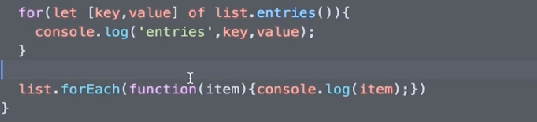 for(let [key,value] of list.entries()){
console.log('entries',key,value);
}
list.forEach(function(item){console.log(item);})
}